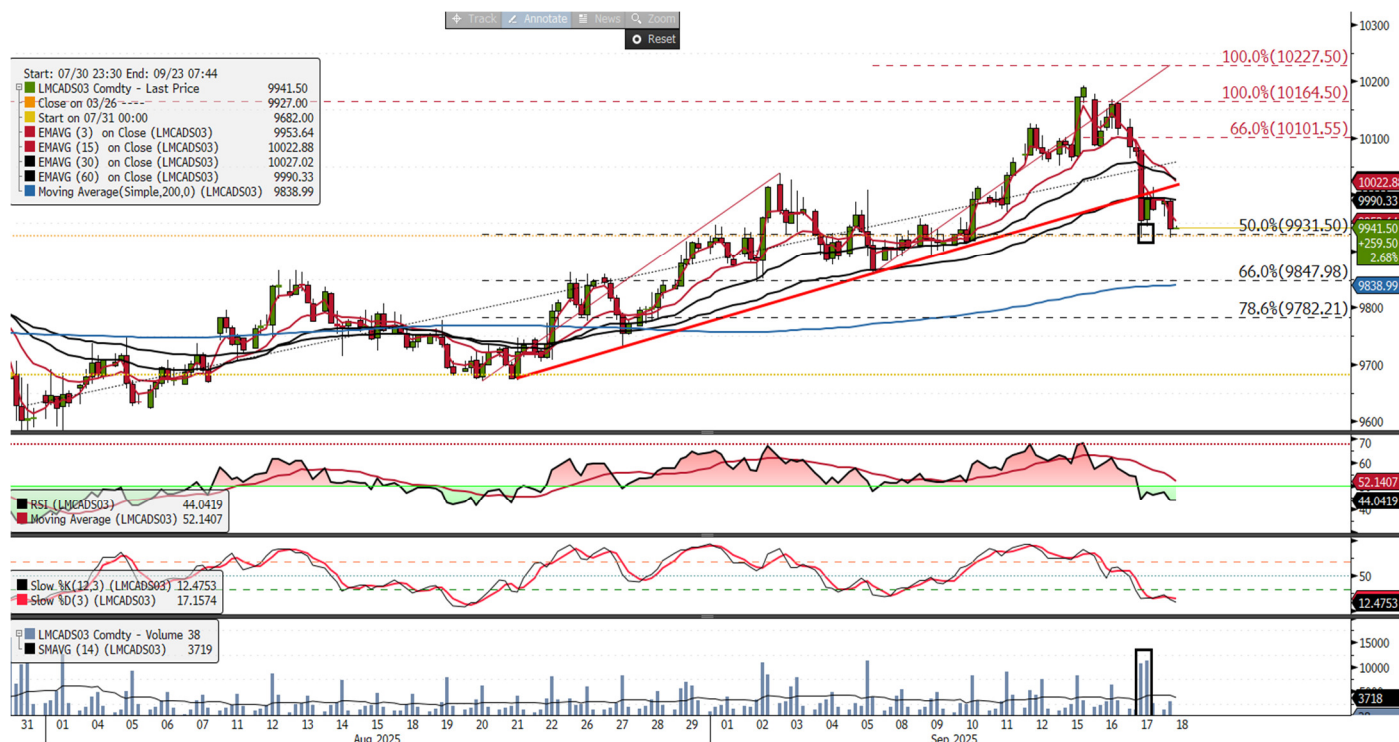 Track Annotate News Zoom
Reset
Start: 07/30 23:30 End: 09/23 07:44
LMCADS03 Comdty - Last Price 9941.50
Close on 03/26 ---- 9927.00
Start on 07/31 00:00 9682.00
EMAVG (3) on Close (LMCADS03) 9953.64
EMAVG (15) on Close (LMCADS03) 10022.88
EMAVG (30) on Close (LMCADS03) 10027.02
EMAVG (60) on Close (LMCADS03) 9990.33
Moving Average(Simple,200,0) (LMCADS03) 9838.99
10300
100.0%(10227.50)
10200
100.0%(10164.50)
66.0%(10101.55)
10100
10022.88
9990.33
50.0%(9931.50)
9941.50
+259.50
2.68%
66.0%(9847.98)
9838.99
78.6%(9782.21)
9800
9700
9600
70
60
52.1407
44.0419
40
RSI (LMCADS03) 44.0419
Moving Average (LMCADS03) 52.1407
50
12.4753
Slow %K(12,3) (LMCADS03) 12.4753
Slow %D(3) (LMCADS03) 17.1574
LMCADS03 Comdty - Volume 38
SMAVG (14) (LMCADS03) 3719
15000
10000
3718
31 01 04 05 06 07 11 12 13 14 15 18 19 20 21 22 26 27 28 29 01 02 03 04 05 08 09 10 11 12 15 16 17 18
Aug 2025 Sep 2025